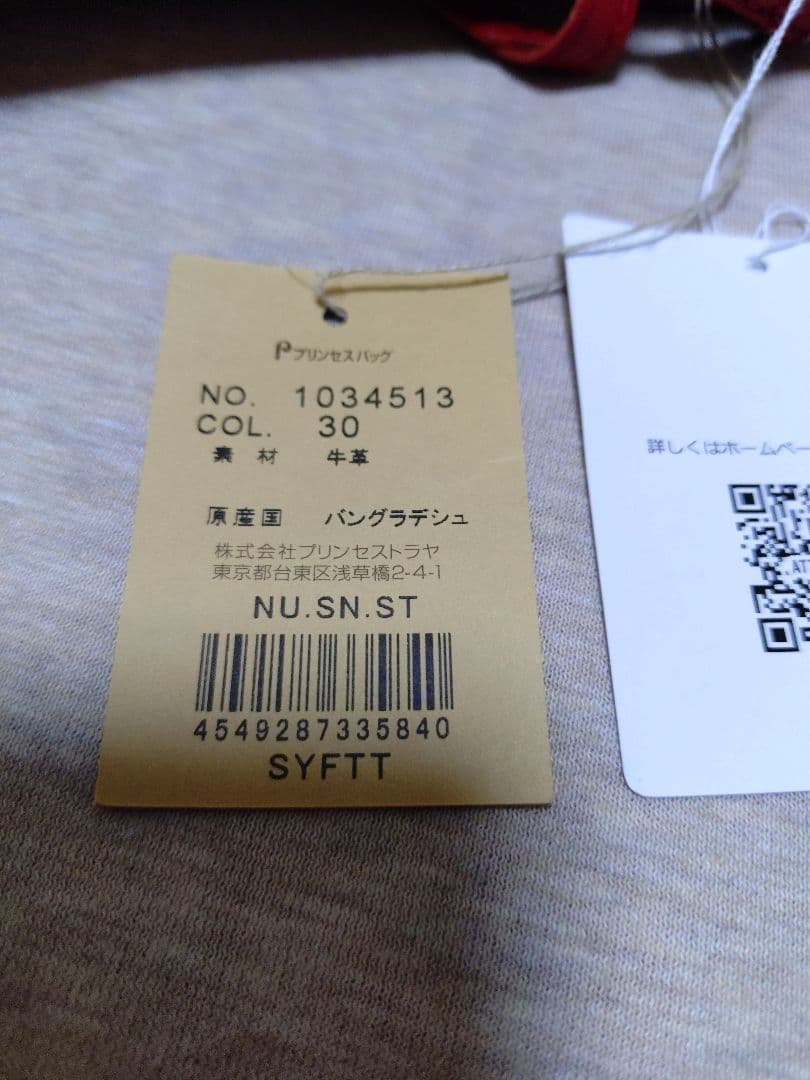 P プリンセスバッグ
NO. 1034513
COL. 30
素材 牛革
原産国 バングラデシュ
株式会社プリンセストラヤ
東京都台東区浅草橋2-4-1
NU.SN.ST
4549287335840
SYFTT
詳しくはホームペー
ATT